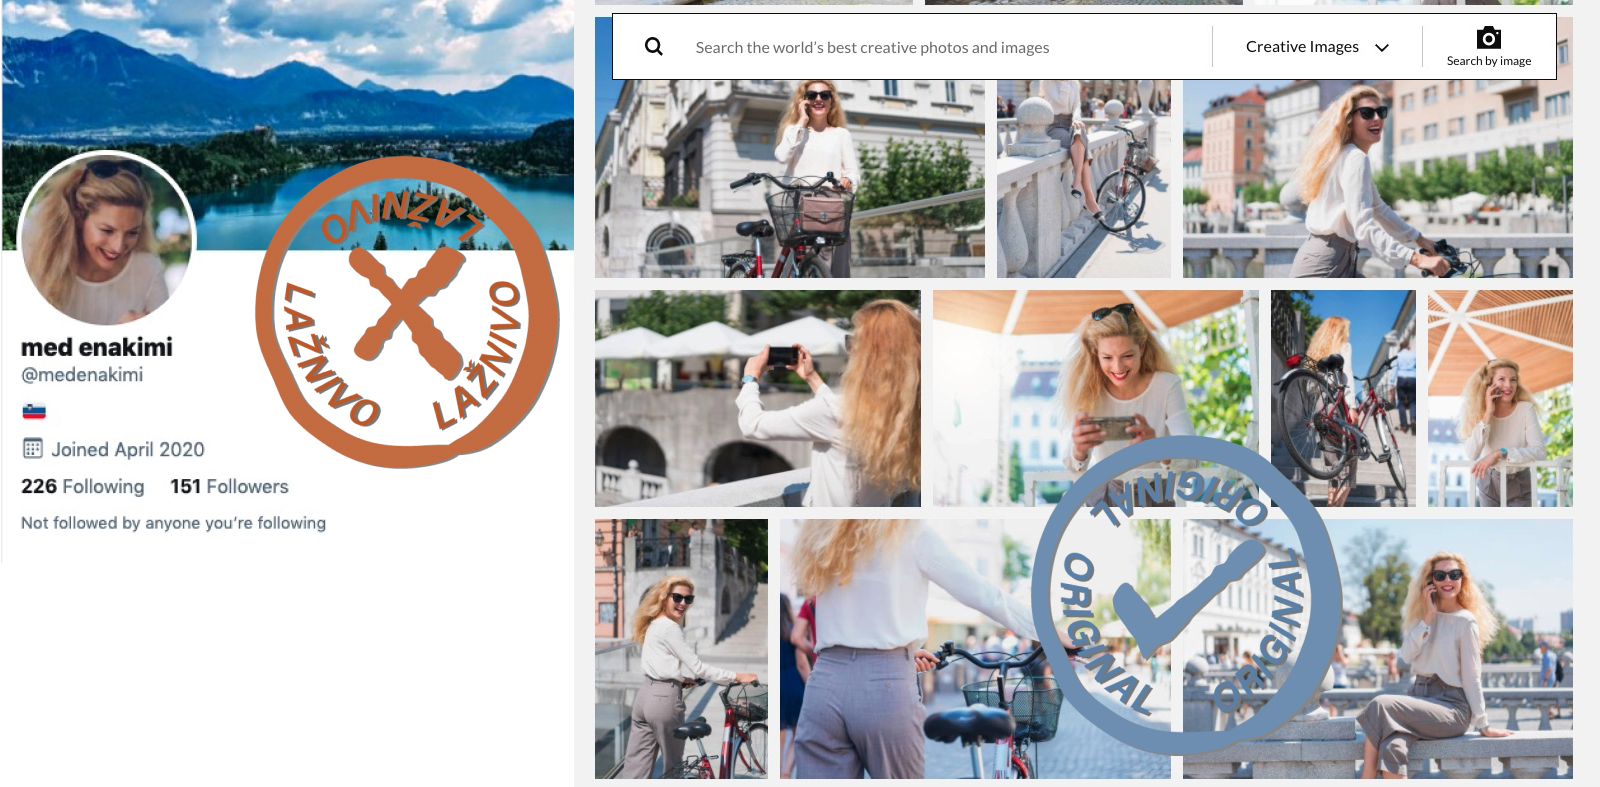 med enakimi
@medenakimi
Joined April 2020
226 Following 151 Followers
Not followed by anyone you're following
LAŽNIVO
LAŽNIVO
LAŽNIVO
Search the world's best creative photos and images
Creative Images
Search by image
ORIGINAL
ORIGINAL
ORIGINAL